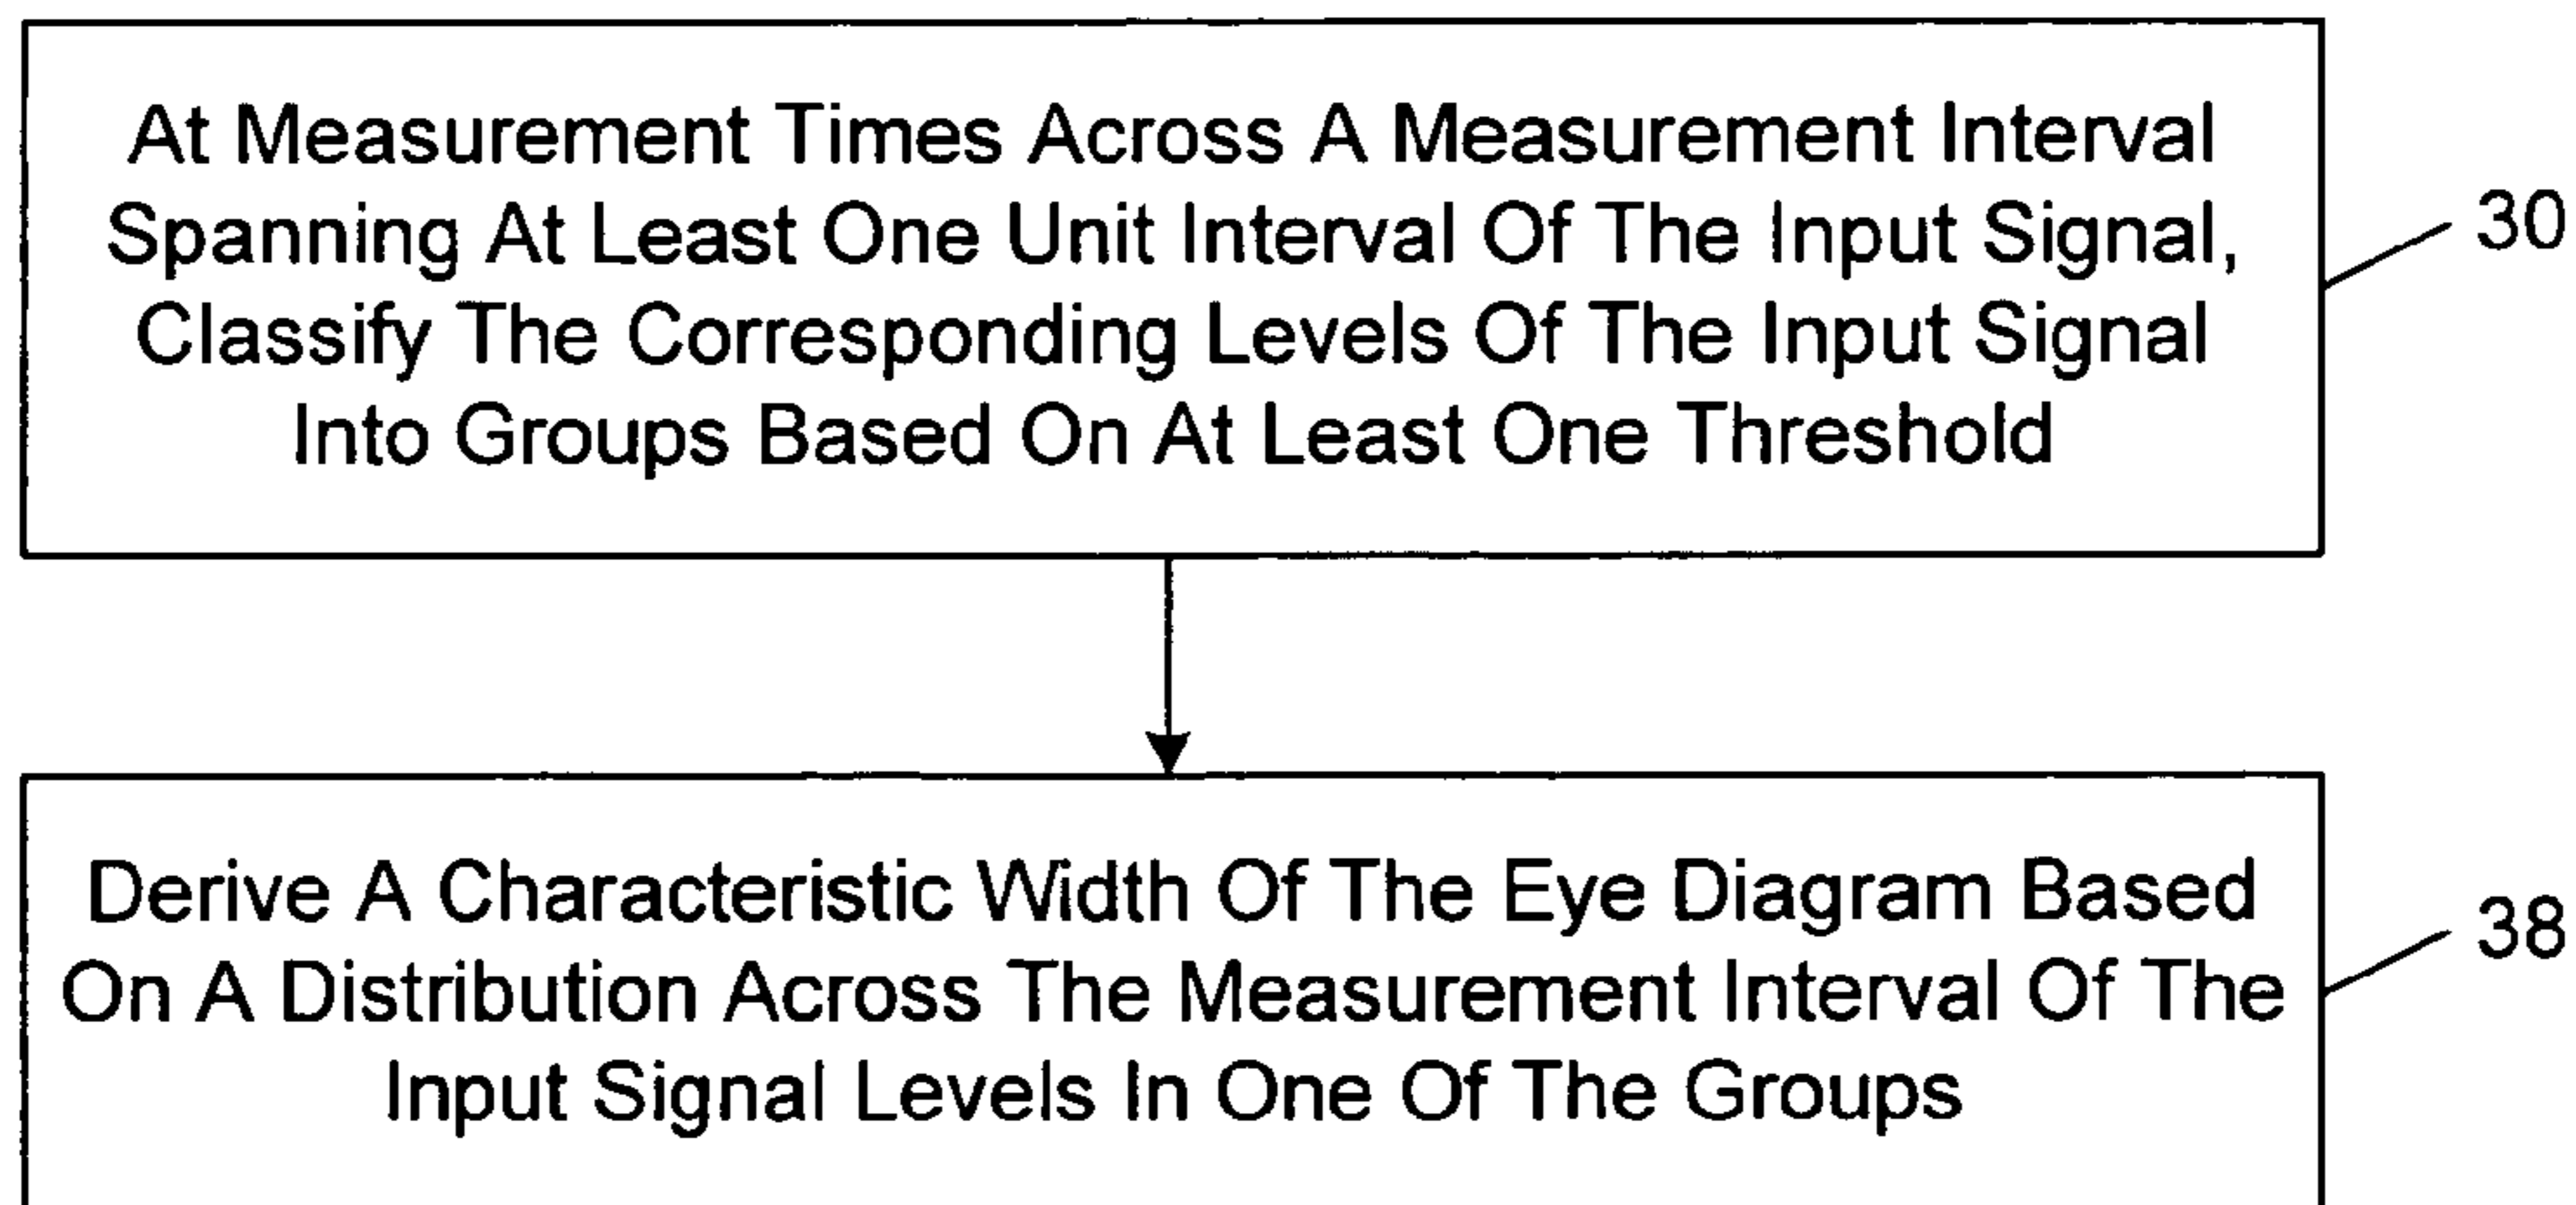 At Measurement Times Across A Measurement Interval
Spanning At Least One Unit Interval Of The Input Signal,
Classify The Corresponding Levels Of The Input Signal
Into Groups Based On At Least One Threshold
30
Derive A Characteristic Width Of The Eye Diagram Based
On A Distribution Across The Measurement Interval Of The
Input Signal Levels In One Of The Groups
38